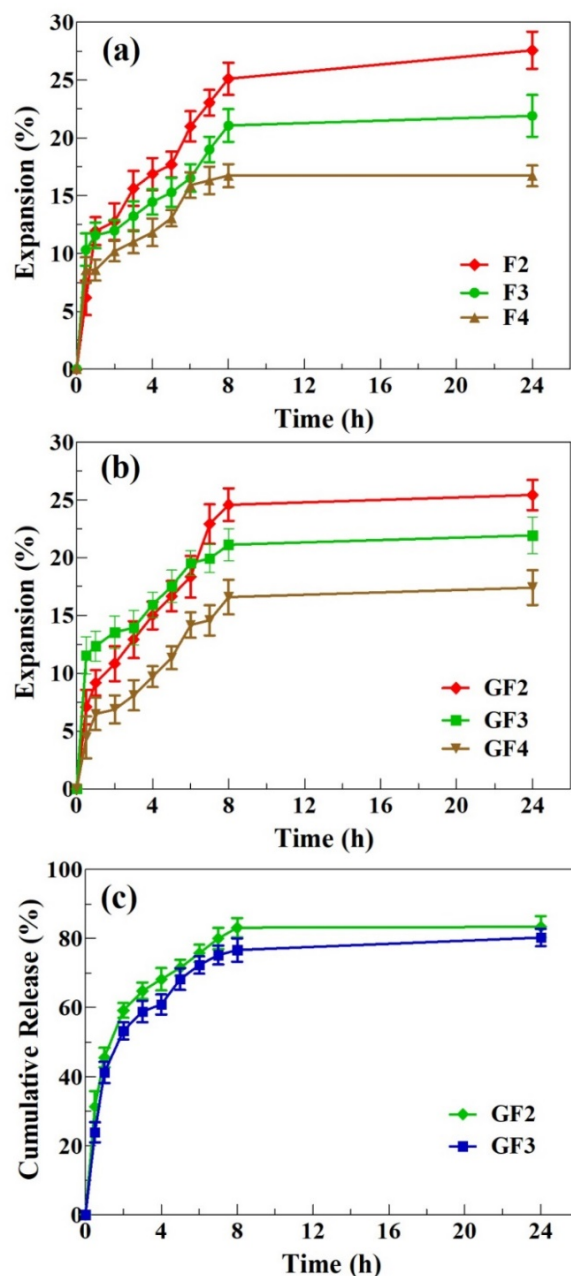 (a)
Expansion (%)
30
25
20
15
10
5
0
F2
F3
F4
0 4 8 12 16 20 24
Time (h)
(b)
Expansion (%)
30
25
20
15
10
5
0
GF2
GF3
GF4
0 4 8 12 16 20 24
Time (h)
(c)
Cumulative Release (%)
100
80
60
40
20
0
GF2
GF3
0 4 8 12 16 20 24
Time (h)